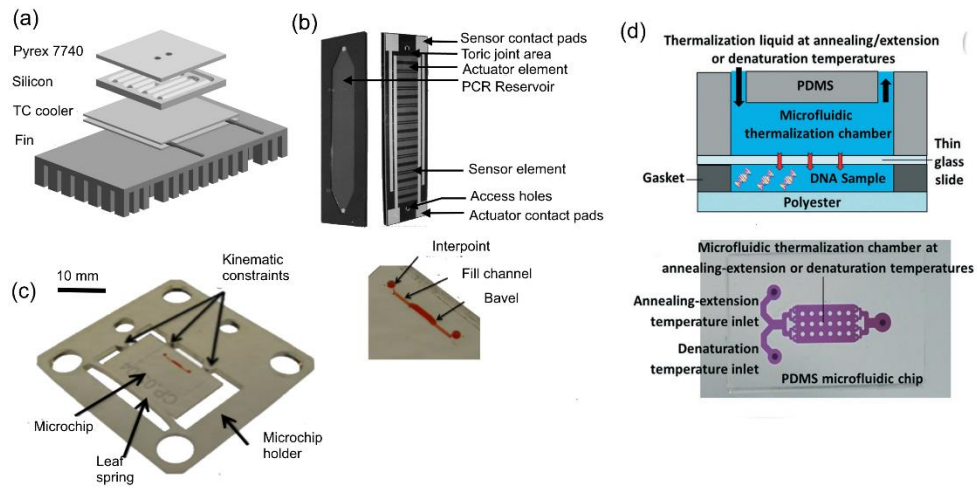 (a)
Pyrex 7740
Silicon
TC cooler
Fin
(b)
Sensor contact pads
Toric joint area
Actuator element
PCR Reservoir
Sensor element
Access holes
Actuator contact pads
(c)
10 mm
Kinematic
constraints
Microchip
Leaf
spring
Microchip
holder
Interpoint
Fill channel
Bavel
(d)
Thermalization liquid at annealing/extension
or denaturation temperatures
PDMS
Microfluidic
thermalization chamber
Thin
glass
slide
Gasket
DNA Sample
Polyester
Microfluidic thermalization chamber at
annealing-extension or denaturation temperatures
Annealing-extension
temperature inlet
Denaturation
temperature inlet
PDMS microfluidic chip